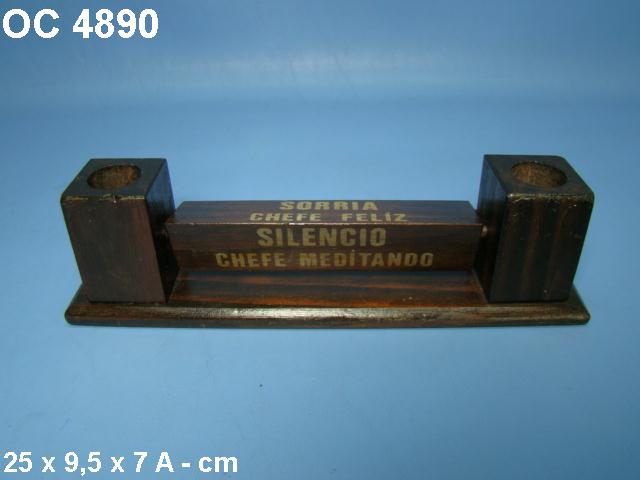 OC 4890
SORRIA
CHEFE FELIZ
SILENCIO
CHEFE MEDITANDO
25 x 9,5 x 7 A - cm